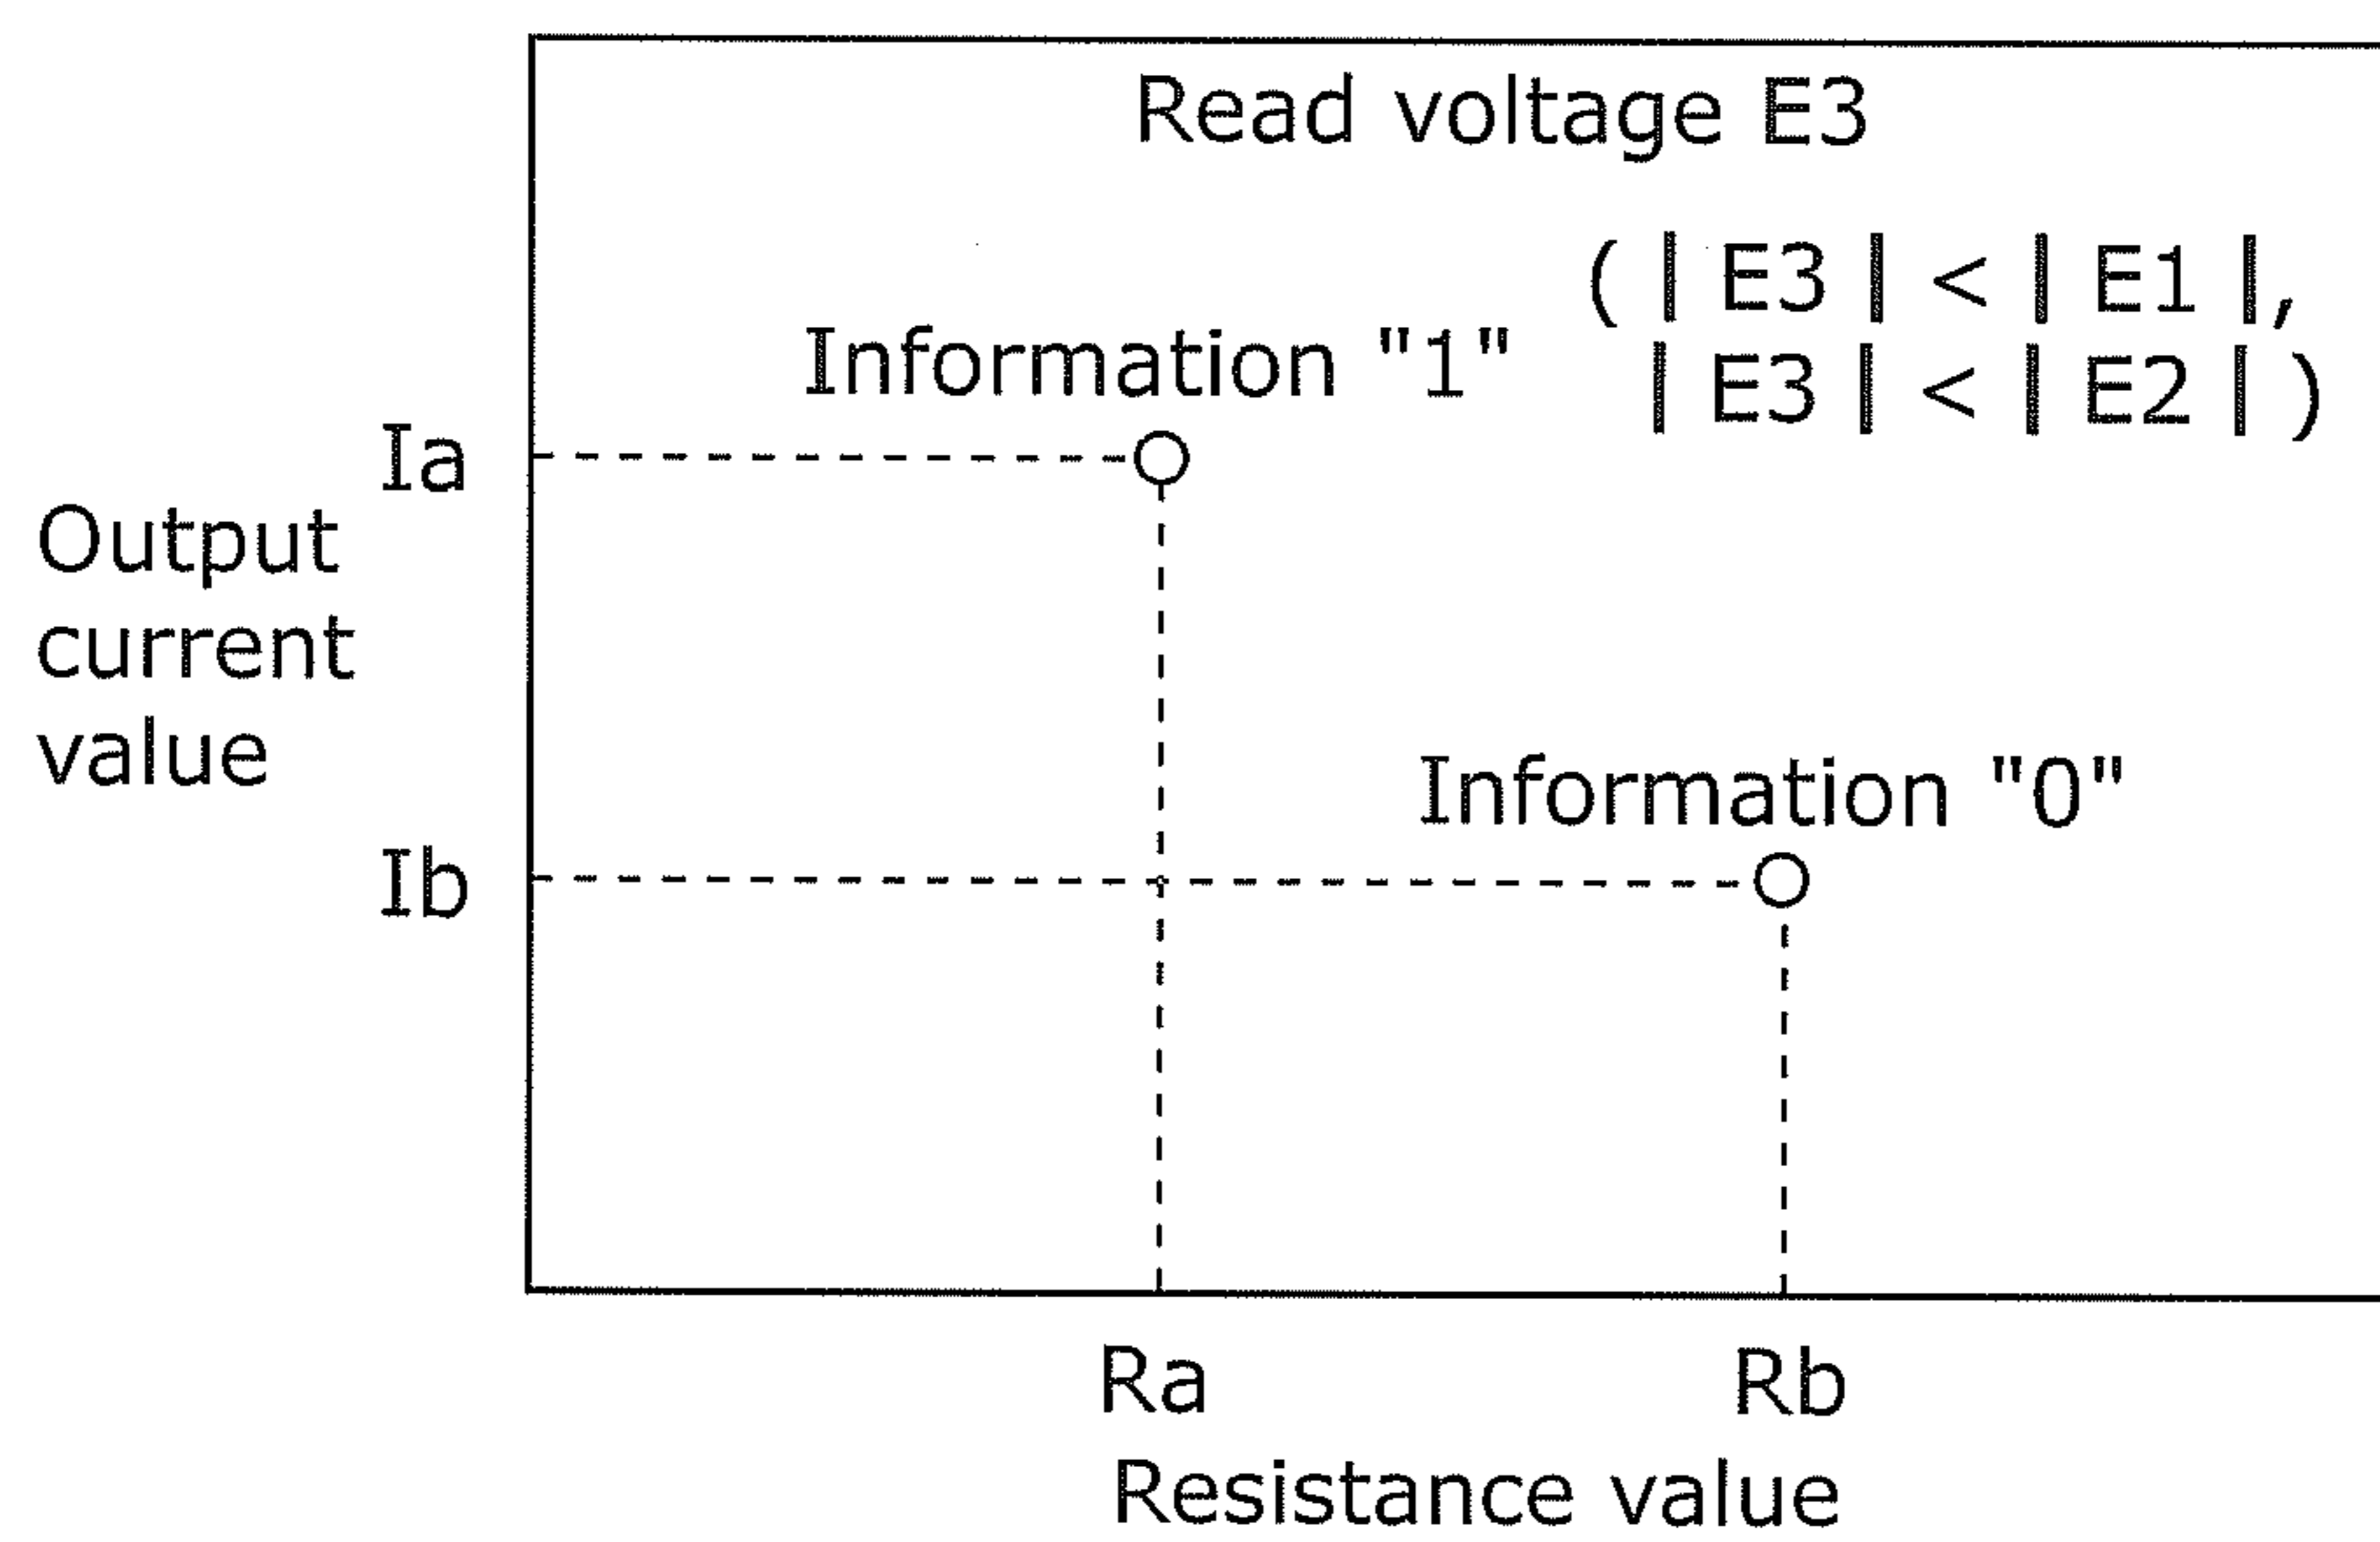 Read voltage E3
( | E3 | < | E1 |,
| E3 | < | E2 | )
Information "1"
Ia
Output
current
value
Information "0"
Ib
Ra
Rb
Resistance value